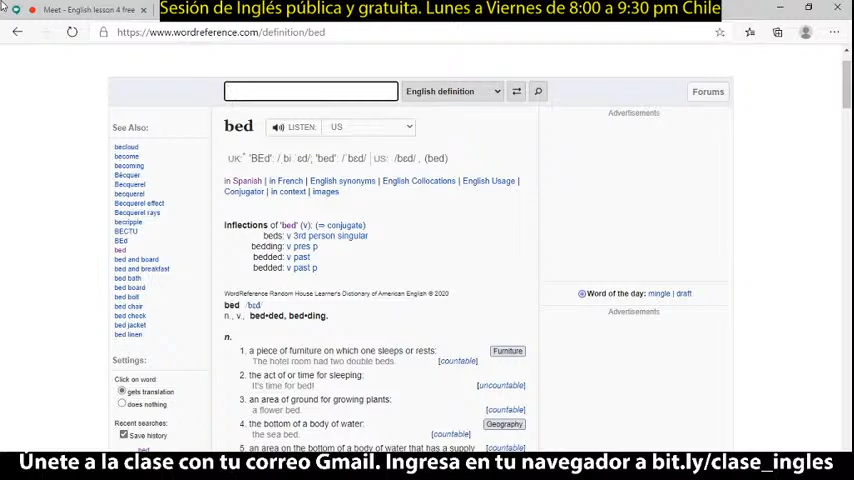 Sesión de Inglés pública y gratuita. Lunes a Viernes de 8:00 a 9:30 pm Chile
Meet - English lesson 4 free
https://www.wordreference.com/definition/bed
English definition
Forums
See Also:
becloud
become
becoming
Bécquer
Becquerel
becquerel
Becquerel effect
Becquerel rays
becripple
BECTU
BEd
bed
bed and board
bed and breakfast
bed bath
bed board
bed bolt
bed chair
bed check
bed jacket
bed linen
Settings:
Click on word:
gets translation
does nothing
Recent searches:
Save history
bed
bed
LISTEN:
US
UK: 'BEd': /ˌbiːˈɛd/; 'bed': /ˈbɛd/ US: /bɛd/ , (bed)
in Spanish | in French | English synonyms | English Collocations | English Usage |
Conjugator | in context | images
Inflections of 'bed' (v): (⇒ conjugate)
beds: v 3rd person singular
bedding: v pres p
bedded: v past
bedded: v past p
WordReference Random House Learner's Dictionary of American English © 2020
bed /bɛd/
n., v., bed•ded, bed•ding.
n.
1. a piece of furniture on which one sleeps or rests: Furniture
The hotel room had two double beds. [countable]
2. the act of or time for sleeping:
It's time for bed! [uncountable]
3. an area of ground for growing plants:
a flower bed. [countable]
4. the bottom of a body of water: Geography
the sea bed. [countable]
5. an area on the bottom of a body of water that has a supply [countable]
Advertisements
Word of the day: mingle | draft
Advertisements
Únete a la clase con tu correo Gmail. Ingresa en tu navegador a bit.ly/clase_ingles